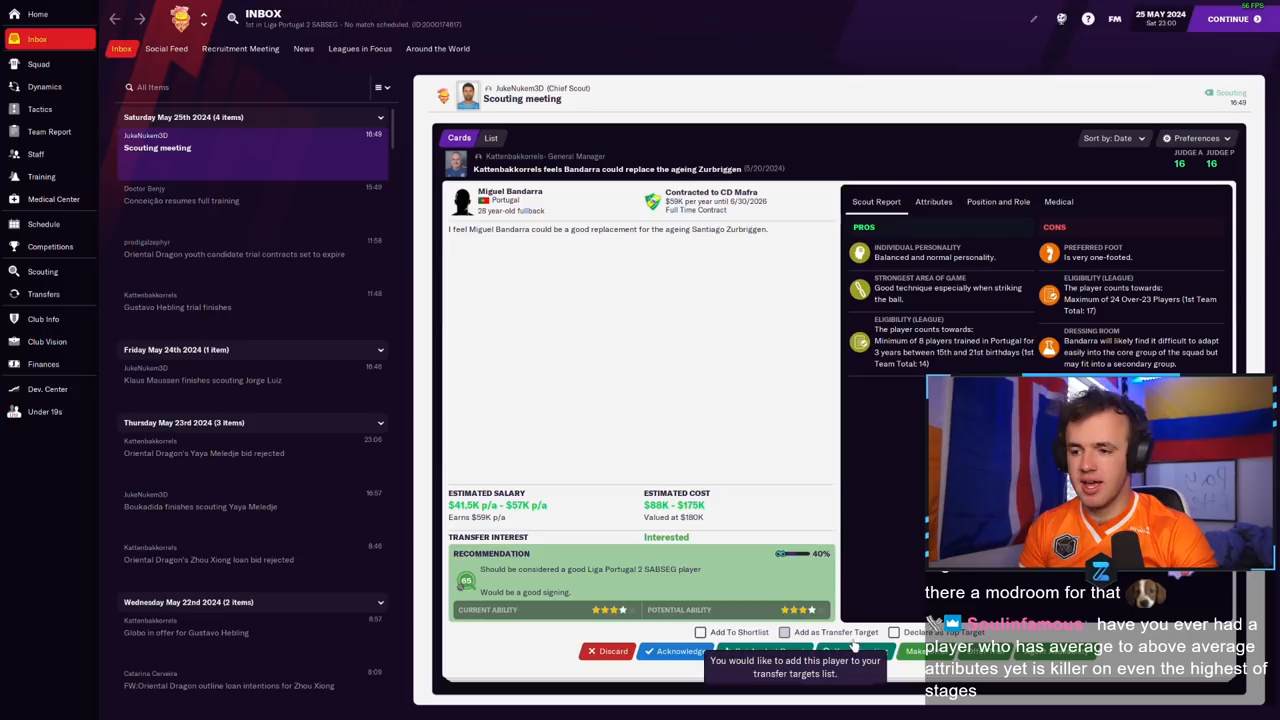 56 FPS
Home
INBOX
1st in Liga Portugal 2 SABSEG - No match scheduled. (ID:2000174617)
FM
25 MAY 2024
Sat 23:00
CONTINUE
Inbox
Inbox
Social Feed
Recruitment Meeting
News
Leagues in Focus
Around the World
Squad
Dynamics
Tactics
Team Report
Staff
Training
Medical Center
Schedule
Competitions
Scouting
Transfers
Club Info
Club Vision
Finances
Dev. Center
Under 19s
All Items
Saturday May 25th 2024 (4 items)
JukeNukem3D 16:49
Scouting meeting
Doctor Benjy 15:49
Conceição resumes full training
prodigalzephyr 11:58
Oriental Dragon youth candidate trial contracts set to expire
Kattenbakkorrels 11:48
Gustavo Hebling trial finishes
Friday May 24th 2024 (1 item)
JukeNukem3D 16:46
Klaus Maussen finishes scouting Jorge Luiz
Thursday May 23rd 2024 (3 items)
Kattenbakkorrels 23:06
Oriental Dragon's Yaya Meledje bid rejected
JukeNukem3D 16:57
Boukadida finishes scouting Yaya Meledje
Kattenbakkorrels 8:46
Oriental Dragon's Zhou Xiong loan bid rejected
Wednesday May 22nd 2024 (2 items)
Kattenbakkorrels 8:57
Globo in offer for Gustavo Hebling
Catarina Cerveira 8:09
FW:Oriental Dragon outline loan intentions for Zhou Xiong
JukeNukem3D (Chief Scout)
Scouting meeting
Scouting
16:49
Cards
List
Sort by: Date
Preferences
Kattenbakkorrels- General Manager
Kattenbakkorrels feels Bandarra could replace the ageing Zurbriggen (5/20/2024)
JUDGE A JUDGE P
16 16
Miguel Bandarra
Portugal
28 year-old fullback
Contracted to CD Mafra
$59K per year until 6/30/2026
Full Time Contract
I feel Miguel Bandarra could be a good replacement for the ageing Santiago Zurbriggen.
Scout Report
Attributes
Position and Role
Medical
PROS
INDIVIDUAL PERSONALITY
Balanced and normal personality.
STRONGEST AREA OF GAME
Good technique especially when striking
the ball.
ELIGIBILITY (LEAGUE)
The player counts towards:
Minimum of 8 players trained in Portugal for
3 years between 15th and 21st birthdays (1st
Team Total: 14)
CONS
PREFERRED FOOT
Is very one-footed.
ELIGIBILITY (LEAGUE)
The player counts towards:
Maximum of 24 Over-23 Players (1st Team
Total: 17)
DRESSING ROOM
Bandarra will likely find it difficult to adapt
easily into the core group of the squad but
may fit into a secondary group.
ESTIMATED SALARY
$41.5K p/a - $57K p/a
Earns $59K p/a
ESTIMATED COST
$88K - $175K
Valued at $180K
TRANSFER INTEREST
Interested
RECOMMENDATION
40%
65
Should be considered a good Liga Portugal 2 SABSEG player
Would be a good signing.
CURRENT ABILITY
POTENTIAL ABILITY
Add To Shortlist
Add as Transfer Target
Declare as Top Target
Discard
Acknowledge
Make
You would like to add this player to your
transfer targets list.
there a modroom for that
Soulinfamous: have you ever had a
player who has average to above average
attributes yet is killer on even the highest of
stages